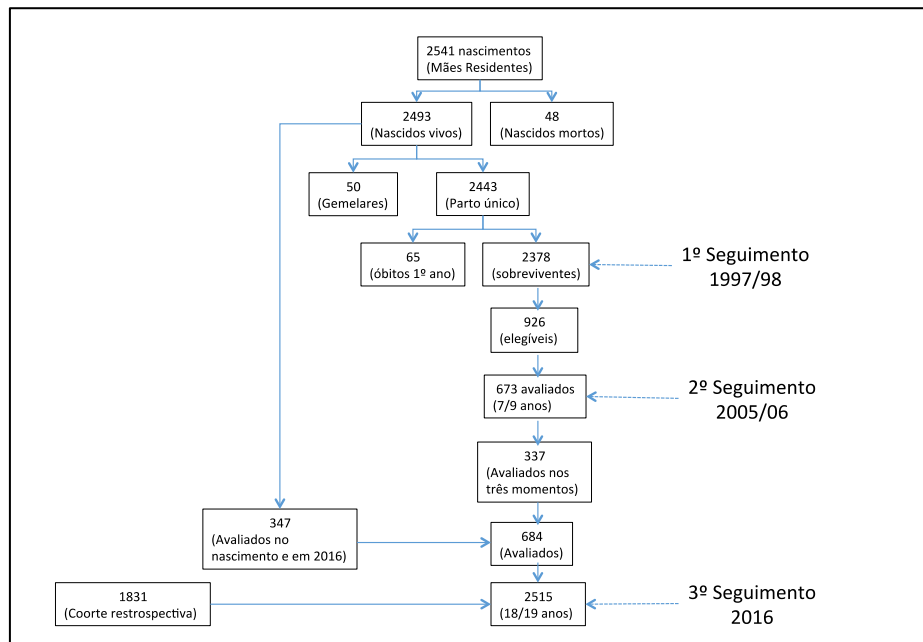 2541 nascimentos
(Mães Residentes)
2493
(Nascidos vivos)
48
(Nascidos mortos)
50
(Gemelares)
2443
(Parto único)
65
(óbitos 1º ano)
2378
(sobreviventes)
1º Seguimento
1997/98
926
(elegíveis)
673 avaliados
(7/9 anos)
2º Seguimento
2005/06
337
(Avaliados nos
três momentos)
347
(Avaliados no
nascimento e em 2016)
684
(Avaliados)
1831
(Coorte restrospectiva)
2515
(18/19 anos)
3º Seguimento
2016